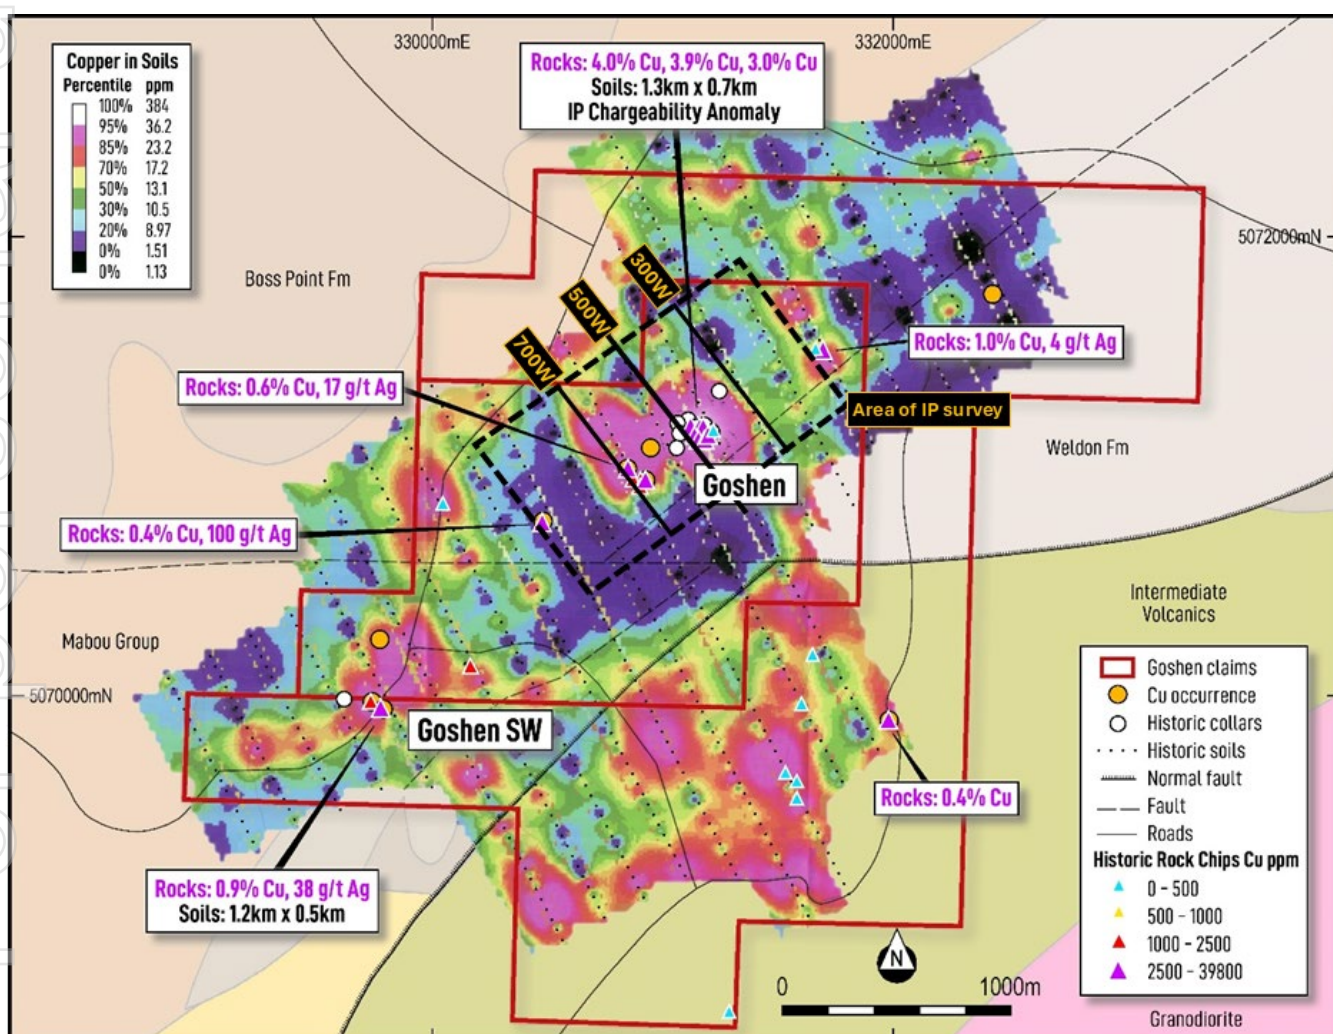 330000mE
332000mE
Copper in Soils
Percentile ppm
100% 384
95% 36.2
85% 23.2
70% 17.2
50% 13.1
30% 10.5
20% 8.97
0% 1.51
0% 1.13
Rocks: 4.0% Cu, 3.9% Cu, 3.0% Cu
Soils: 1.3km x 0.7km
IP Chargeability Anomaly
5072000mN
Boss Point Fm
300W
500W
700W
Rocks: 1.0% Cu, 4 g/t Ag
Rocks: 0.6% Cu, 17 g/t Ag
Area of IP survey
Weldon Fm
Goshen
Rocks: 0.4% Cu, 100 g/t Ag
Intermediate
Volcanics
Mabou Group
5070000mN
Goshen SW
Rocks: 0.4% Cu
Rocks: 0.9% Cu, 38 g/t Ag
Soils: 1.2km x 0.5km
Goshen claims
Cu occurrence
Historic collars
Historic soils
Normal fault
Fault
Roads
Historic Rock Chips Cu ppm
0 - 500
500 - 1000
1000 - 2500
2500 - 39800
N
0 1000m
Granodiorite